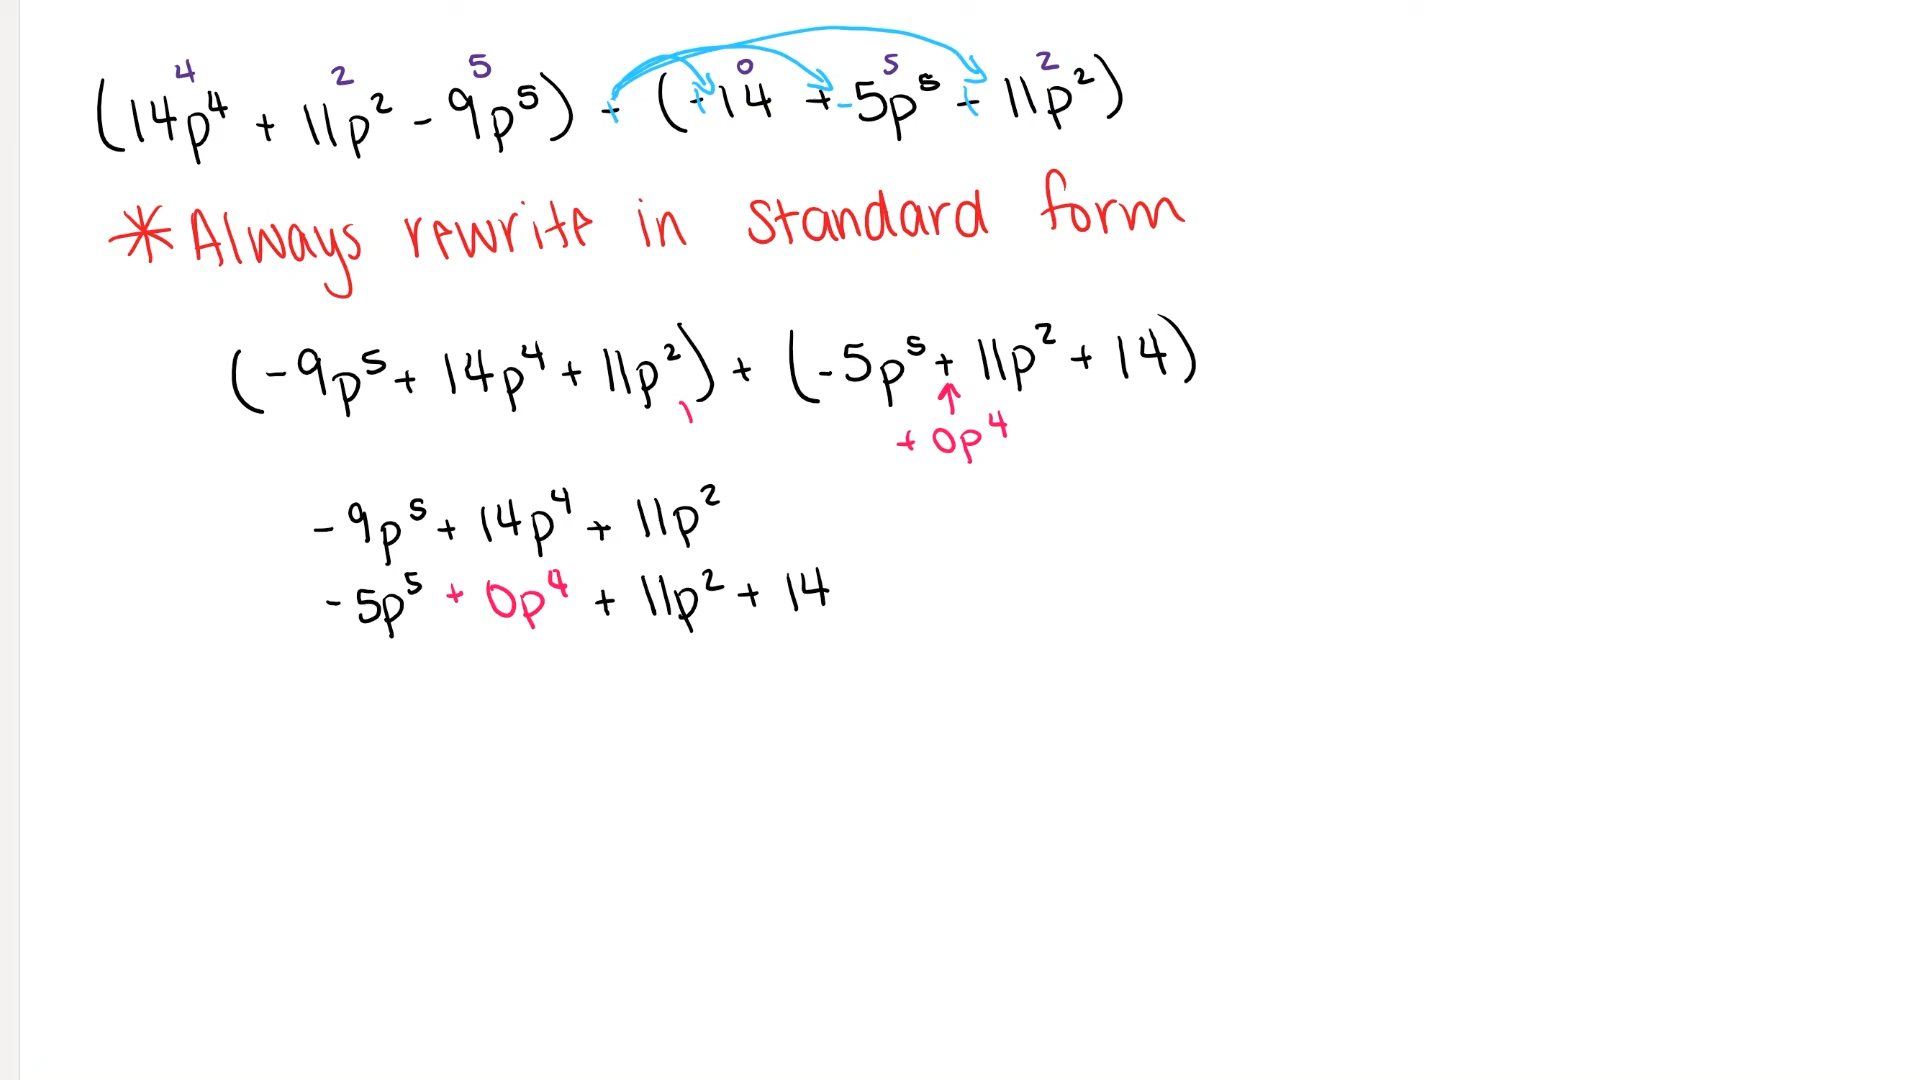 4 2 5 0 5 2
(14p⁴ + 11p² - 9p⁵) + (+14 + -5p⁵ + 11p²)
*Always rewrite in standard form
(-9p⁵ + 14p⁴ + 11p²) + (-5p⁵ + 11p² + 14)
+ 0p⁴
-9p⁵ + 14p⁴ + 11p²
-5p⁵ + 0p⁴ + 11p² + 14